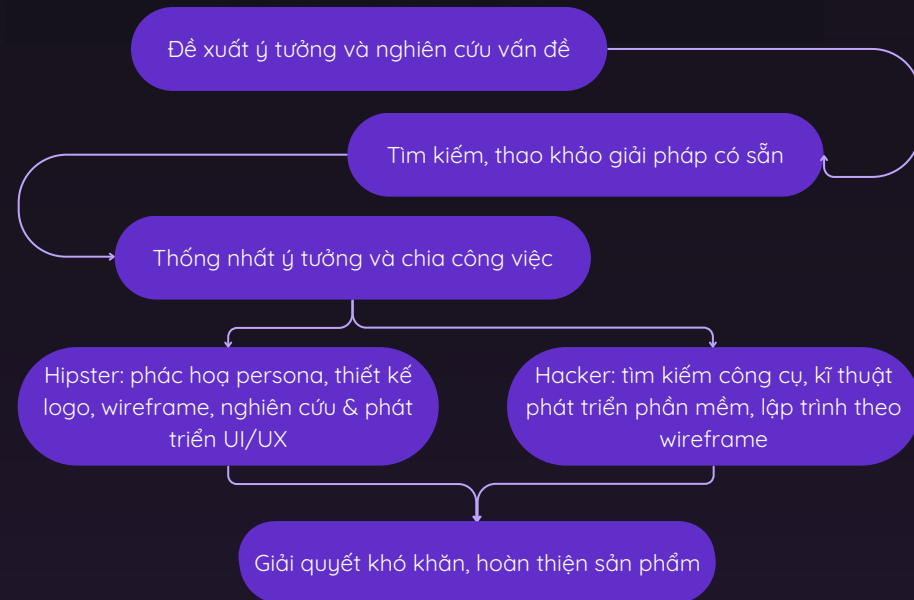 Đề xuất ý tưởng và nghiên cứu vấn đề
Tìm kiếm, thao khảo giải pháp có sẵn
Thống nhất ý tưởng và chia công việc
Hipster: phác hoạ persona, thiết kế
logo, wireframe, nghiên cứu & phát
triển UI/UX
Hacker: tìm kiếm công cụ, kĩ thuật
phát triển phần mềm, lập trình theo
wireframe
Giải quyết khó khăn, hoàn thiện sản phẩm